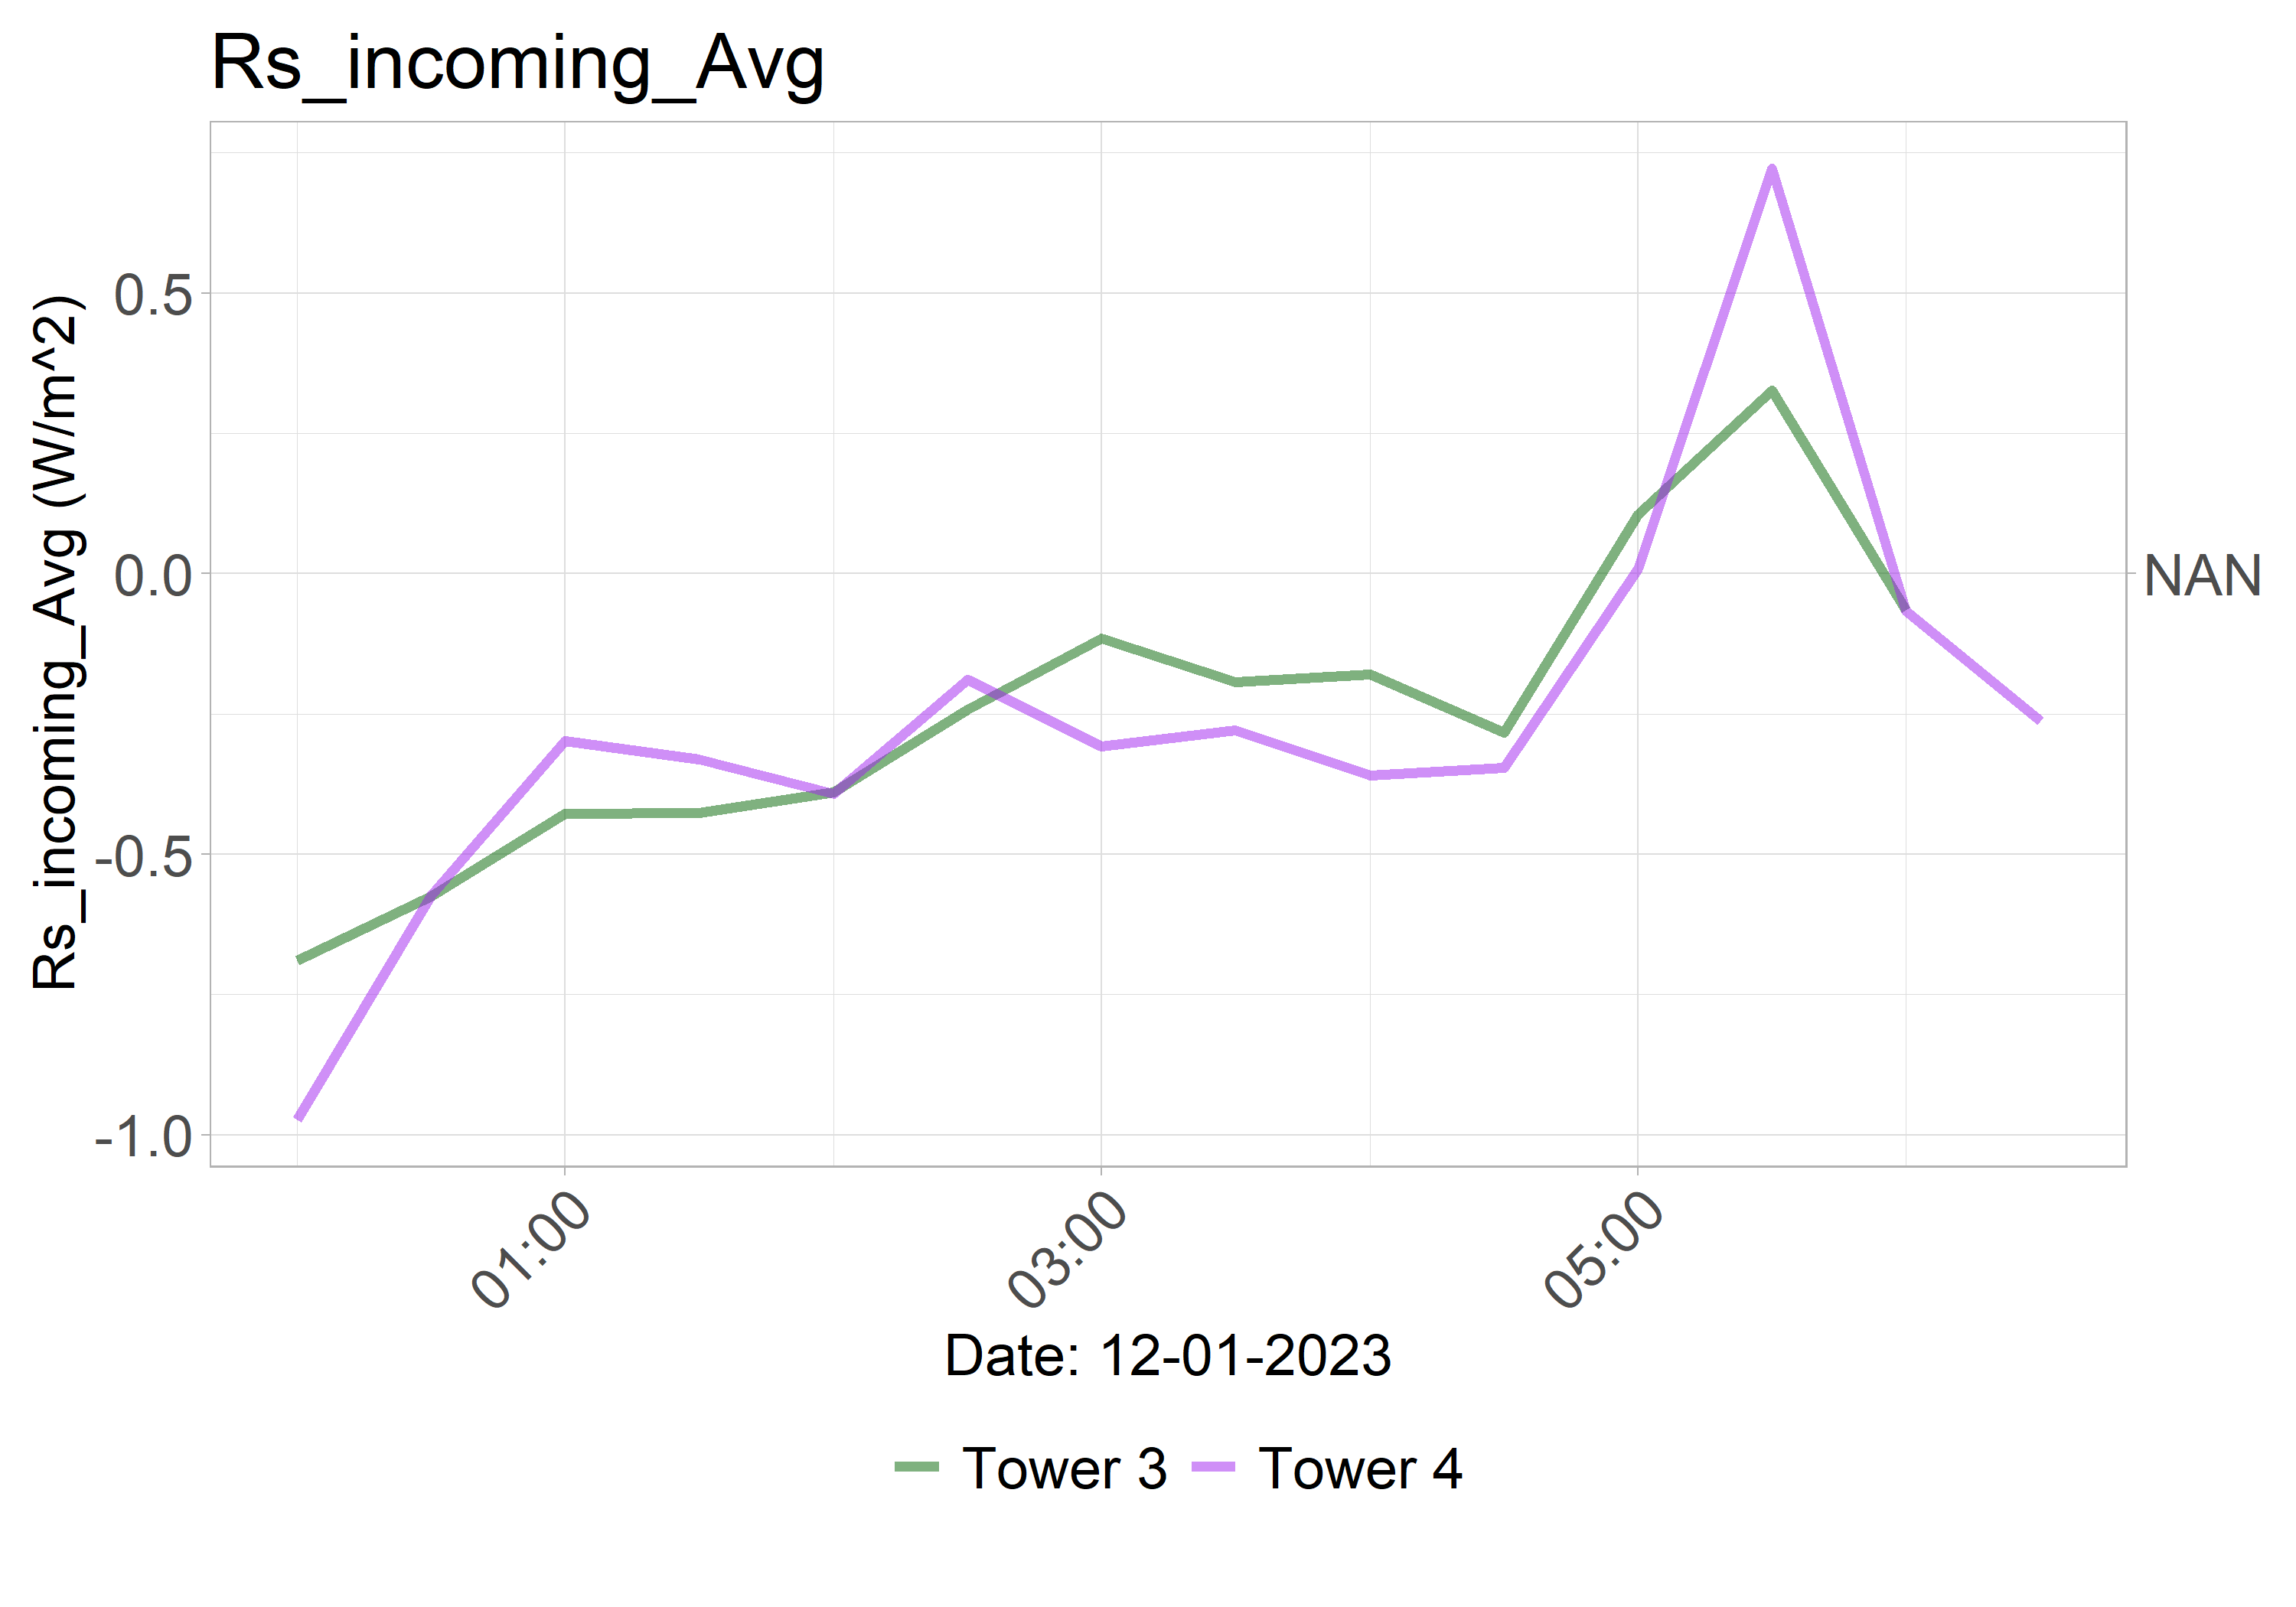 Rs_incoming_Avg
Rs_incoming_Avg (W/m^2)
0.5
0.0
-0.5
-1.0
NAN
01:00
03:00
05:00
Date: 12-01-2023
Tower 3
Tower 4